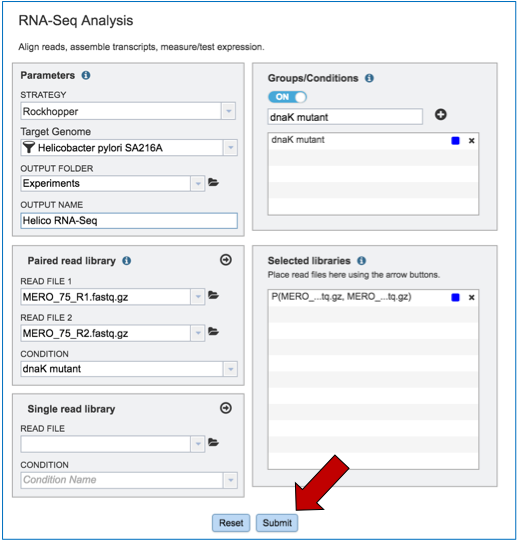 RNA-Seq Analysis
Align reads, assemble transcripts, measure/test expression.
Parameters
STRATEGY
Rockhopper
Target Genome
Helicobacter pylori SA216A
OUTPUT FOLDER
Experiments
OUTPUT NAME
Helico RNA-Seq
Groups/Conditions
ON
dnaK mutant
dnaK mutant
Paired read library
READ FILE 1
MERO_75_R1.fastq.gz
READ FILE 2
MERO_75_R2.fastq.gz
CONDITION
dnaK mutant
Single read library
READ FILE
CONDITION
Condition Name
Selected libraries
Place read files here using the arrow buttons.
P(MERO_...tq.gz, MERO_...tq.gz)
Reset
Submit